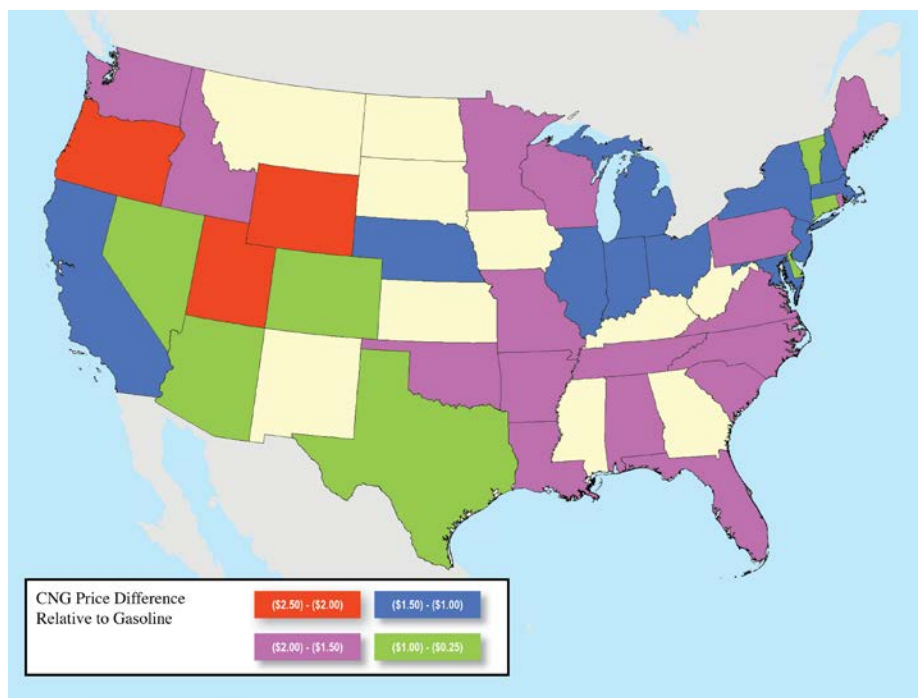 CNG Price Difference
Relative to Gasoline
($2.50) - ($2.00)
($1.50) - ($1.00)
($2.00) - ($1.50)
($1.00) - ($0.25)